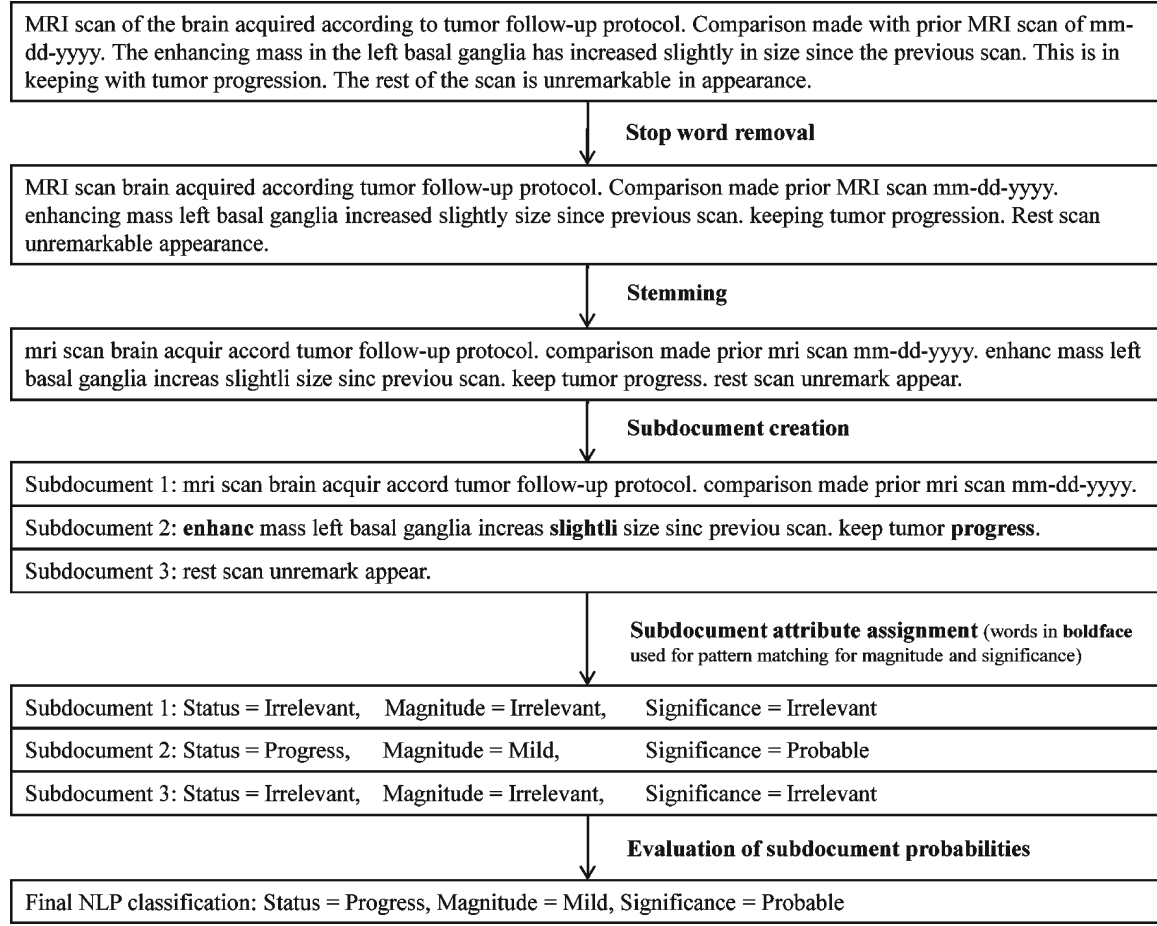 MRI scan of the brain acquired according to tumor follow-up protocol. Comparison made with prior MRI scan of mm-
dd-yyyy. The enhancing mass in the left basal ganglia has increased slightly in size since the previous scan. This is in
keeping with tumor progression. The rest of the scan is unremarkable in appearance.
Stop word removal
MRI scan brain acquired according tumor follow-up protocol. Comparison made prior MRI scan mm-dd-yyyy.
enhancing mass left basal ganglia increased slightly size since previous scan. keeping tumor progression. Rest scan
unremarkable appearance.
Stemming
mri scan brain acquir accord tumor follow-up protocol. comparison made prior mri scan mm-dd-yyyy. enhanc mass left
basal ganglia increas slightli size sinc previou scan. keep tumor progress. rest scan unremark appear.
Subdocument creation
Subdocument 1: mri scan brain acquir accord tumor follow-up protocol. comparison made prior mri scan mm-dd-yyyy.
Subdocument 2: enhanc mass left basal ganglia increas slightli size sinc previou scan. keep tumor progress.
Subdocument 3: rest scan unremark appear.
Subdocument attribute assignment (words in boldface
used for pattern matching for magnitude and significance)
Subdocument 1: Status = Irrelevant, Magnitude = Irrelevant, Significance = Irrelevant
Subdocument 2: Status = Progress, Magnitude = Mild, Significance = Probable
Subdocument 3: Status = Irrelevant, Magnitude = Irrelevant, Significance = Irrelevant
Evaluation of subdocument probabilities
Final NLP classification: Status = Progress, Magnitude = Mild, Significance = Probable